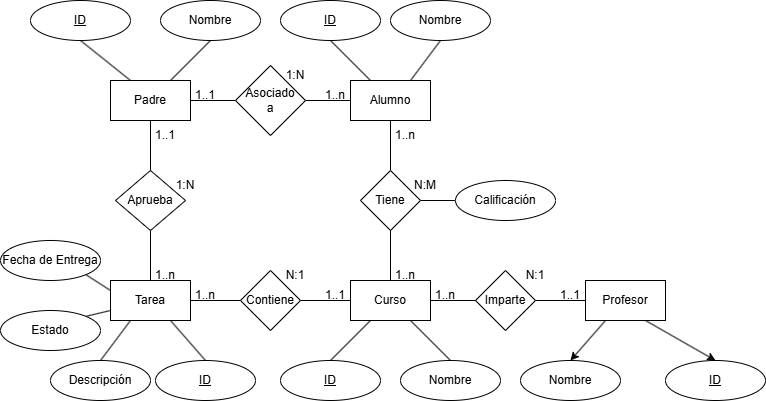 ID
Nombre
ID
Nombre
1:N
Padre
1..1
Asociad
a
1..n
Alumno
1..1
1..n
1:N
N:M
Aprueba
Tiene
Calificación
Fecha de Entrega
1..n
N:1
1..n
N:1
Tarea
1..n
Contiene
1..1
Curso
1..n
Imparte
1..1
Profesor
Estado
Descripción
ID
ID
Nombre
Nombre
ID